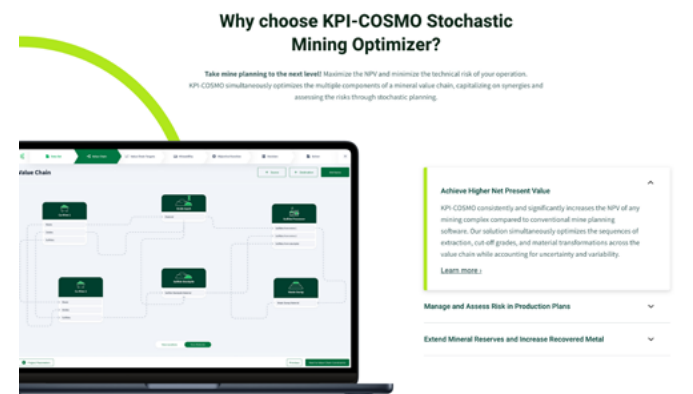 Why choose KPI-COSMO Stochastic
Mining Optimizer?
Take mine planning to the next level! Maximize the NPV and minimize the technical risk of your operation.
KPI-COSMO simultaneously optimizes the multiple components of a mineral value chain, capitalizing on synergies and
assessing the risks through stochastic planning.
Value Chain
Achieve Higher Net Present Value
KPI-COSMO consistently and significantly increases the NPV of any
mining complex compared to conventional mine planning
software. Our solution simultaneously optimizes the sequences of
extraction, cut-off grades, and material transformations across the
value chain while accounting for uncertainty and variability.
Learn more ›
Manage and Assess Risk in Production Plans
Extend Mineral Reserves and Increase Recovered Metal